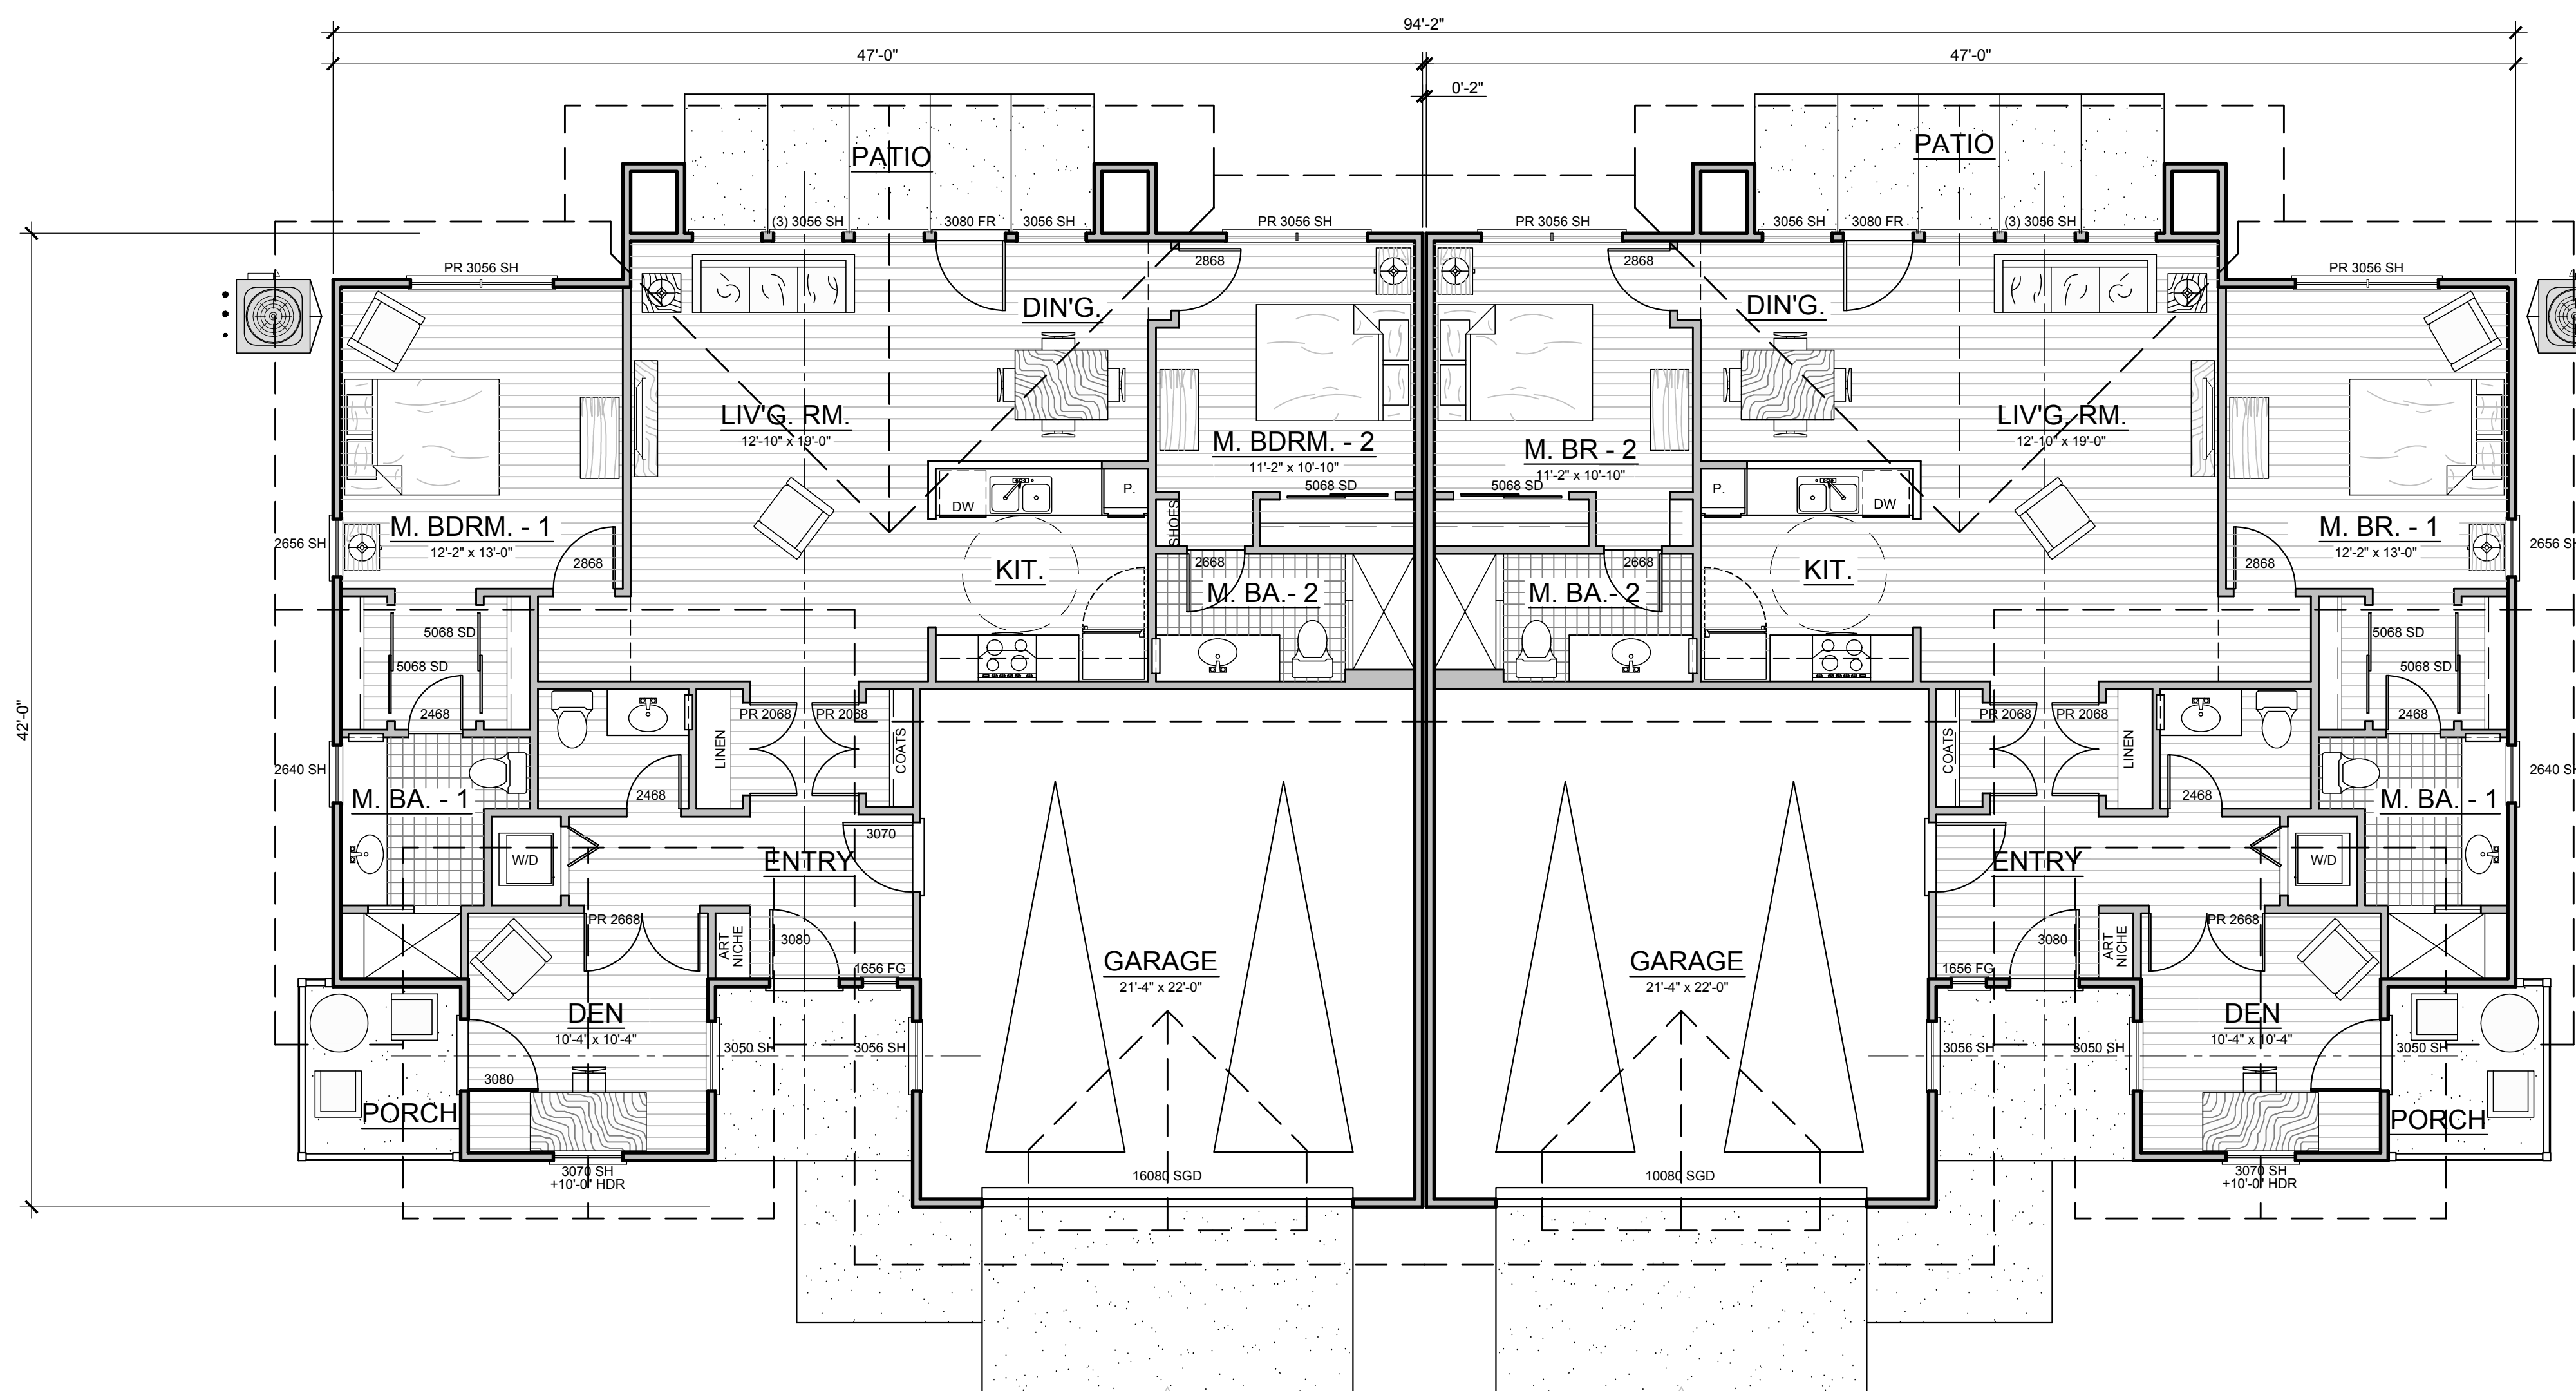 94'-2"
47'-0"
47'-0"
0'-2"
PATIO
PATIO
(3) 3056 SH
3080 FR
3056 SH
PR 3056 SH
PR 3056 SH
3056 SH
3080 FR
(3) 3056 SH
PR 3056 SH
2868
2868
PR 3056 SH
DIN'G.
DIN'G.
LIV'G. RM.
12'-10" x 19'-0"
M. BDRM. - 2
11'-2" x 10'-10"
M. BR - 2
11'-2" x 10'-10"
LIV'G. RM.
12'-10" x 19'-0"
5068 SD
5068 SD
DW
P.
P.
DW
SHOES
M. BDRM. - 1
12'-2" x 13'-0"
M. BR. - 1
12'-2" x 13'-0"
2656 SH
2656 SH
2868
KIT.
2668
2668
KIT.
2868
M. BA.- 2
M. BA.- 2
5068 SD
5068 SD
5068 SD
5068 SD
42'-0"
2468
PR 2068
PR 2068
PR 2068
PR 2068
2468
LINEN
COATS
COATS
LINEN
2640 SH
2640 SH
M. BA. - 1
2468
2468
M. BA. - 1
3070
W/D
ENTRY
ENTRY
W/D
PR 2668
PR 2668
ART
NICHE
3080
3080
ART
NICHE
1656 FG
1656 FG
GARAGE
21'-4" x 22'-0"
GARAGE
21'-4" x 22'-0"
DEN
10'-4" x 10'-4"
DEN
10'-4" x 10'-4"
3050 SH
3056 SH
3056 SH
3050 SH
3050 SH
3080
PORCH
PORCH
3070 SH
+10'-0" HDR
16080 SGD
10080 SGD
3070 SH
+10'-0" HDR